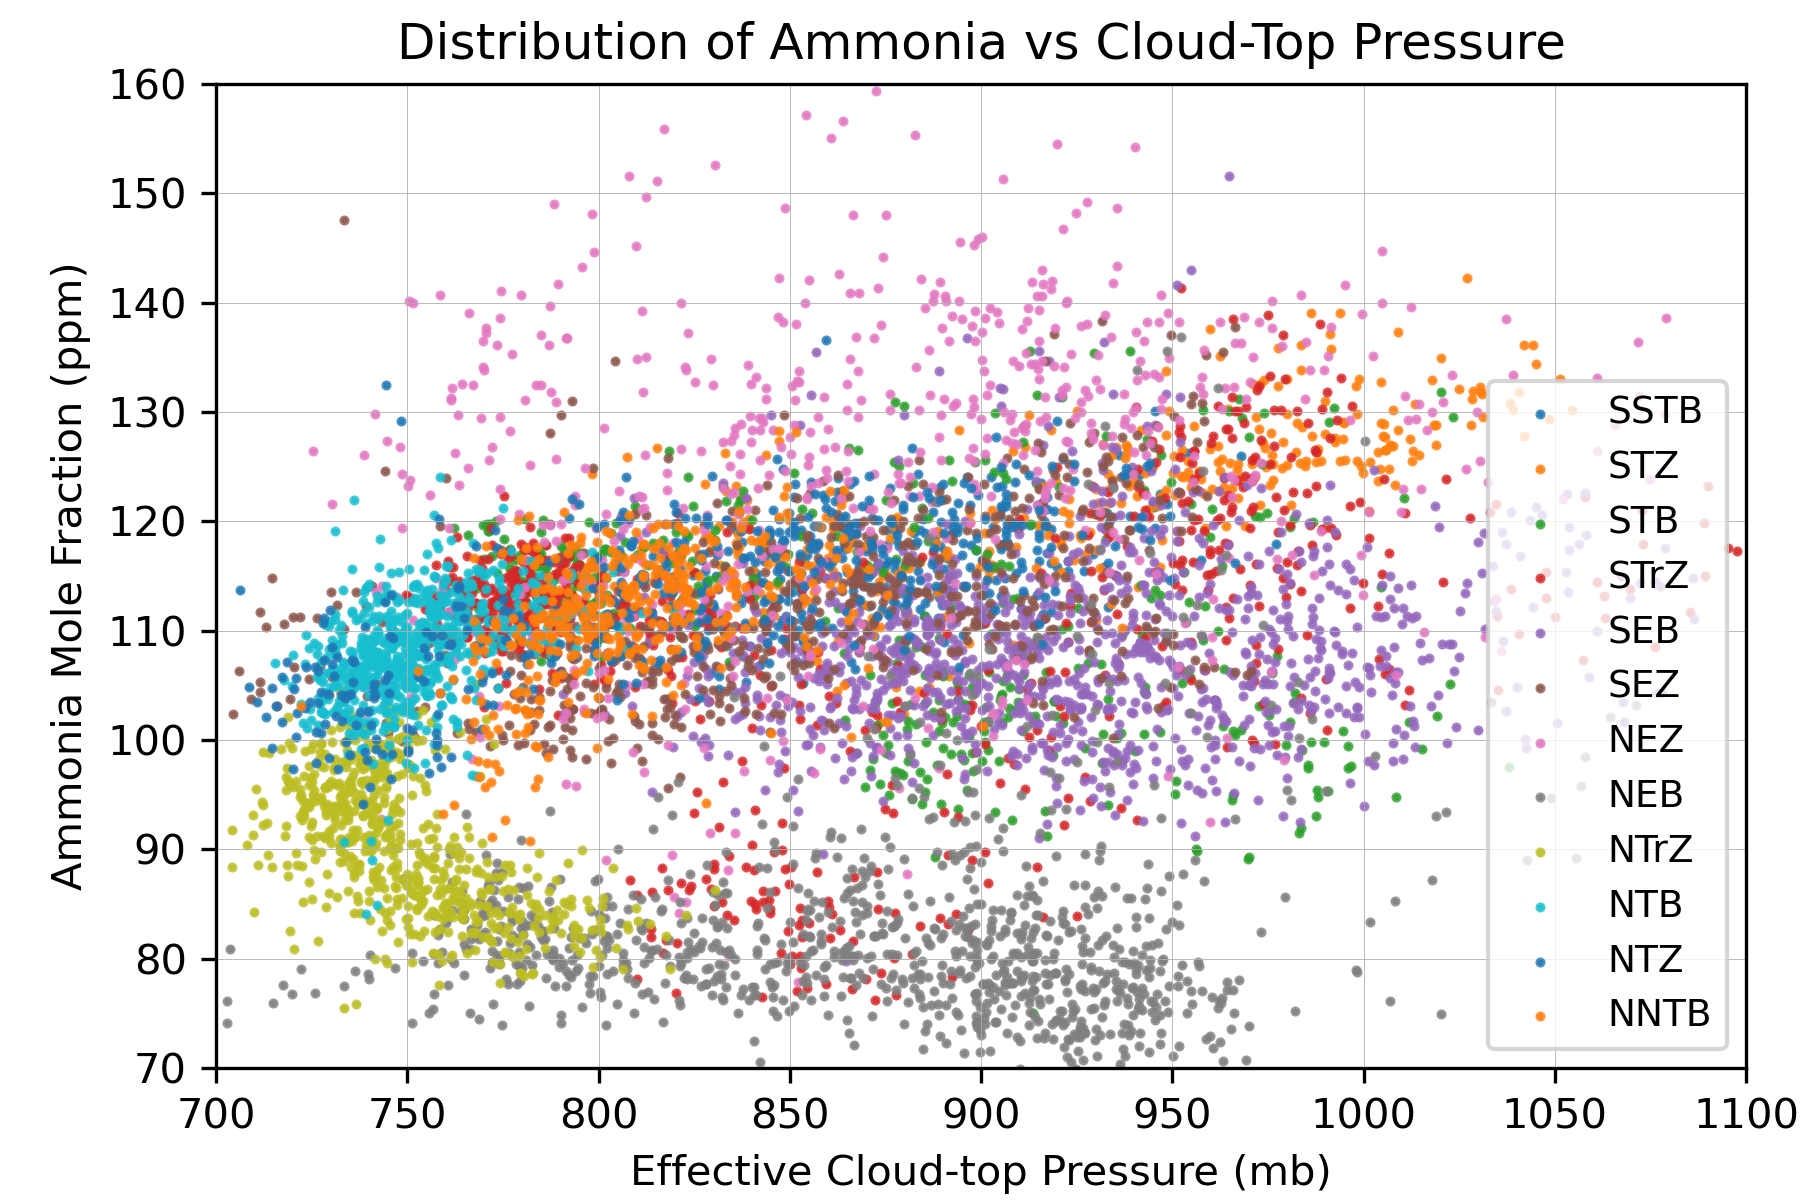 Distribution of Ammonia vs Cloud-Top Pressure
160
150
140
130
120
110
100
90
80
70
Ammonia Mole Fraction (ppm)
SSTB
STZ
STB
STrZ
SEB
SEZ
NEZ
NEB
NTrZ
NTB
NTZ
NNTB
700 750 800 850 900 950 1000 1050 1100
Effective Cloud-top Pressure (mb)